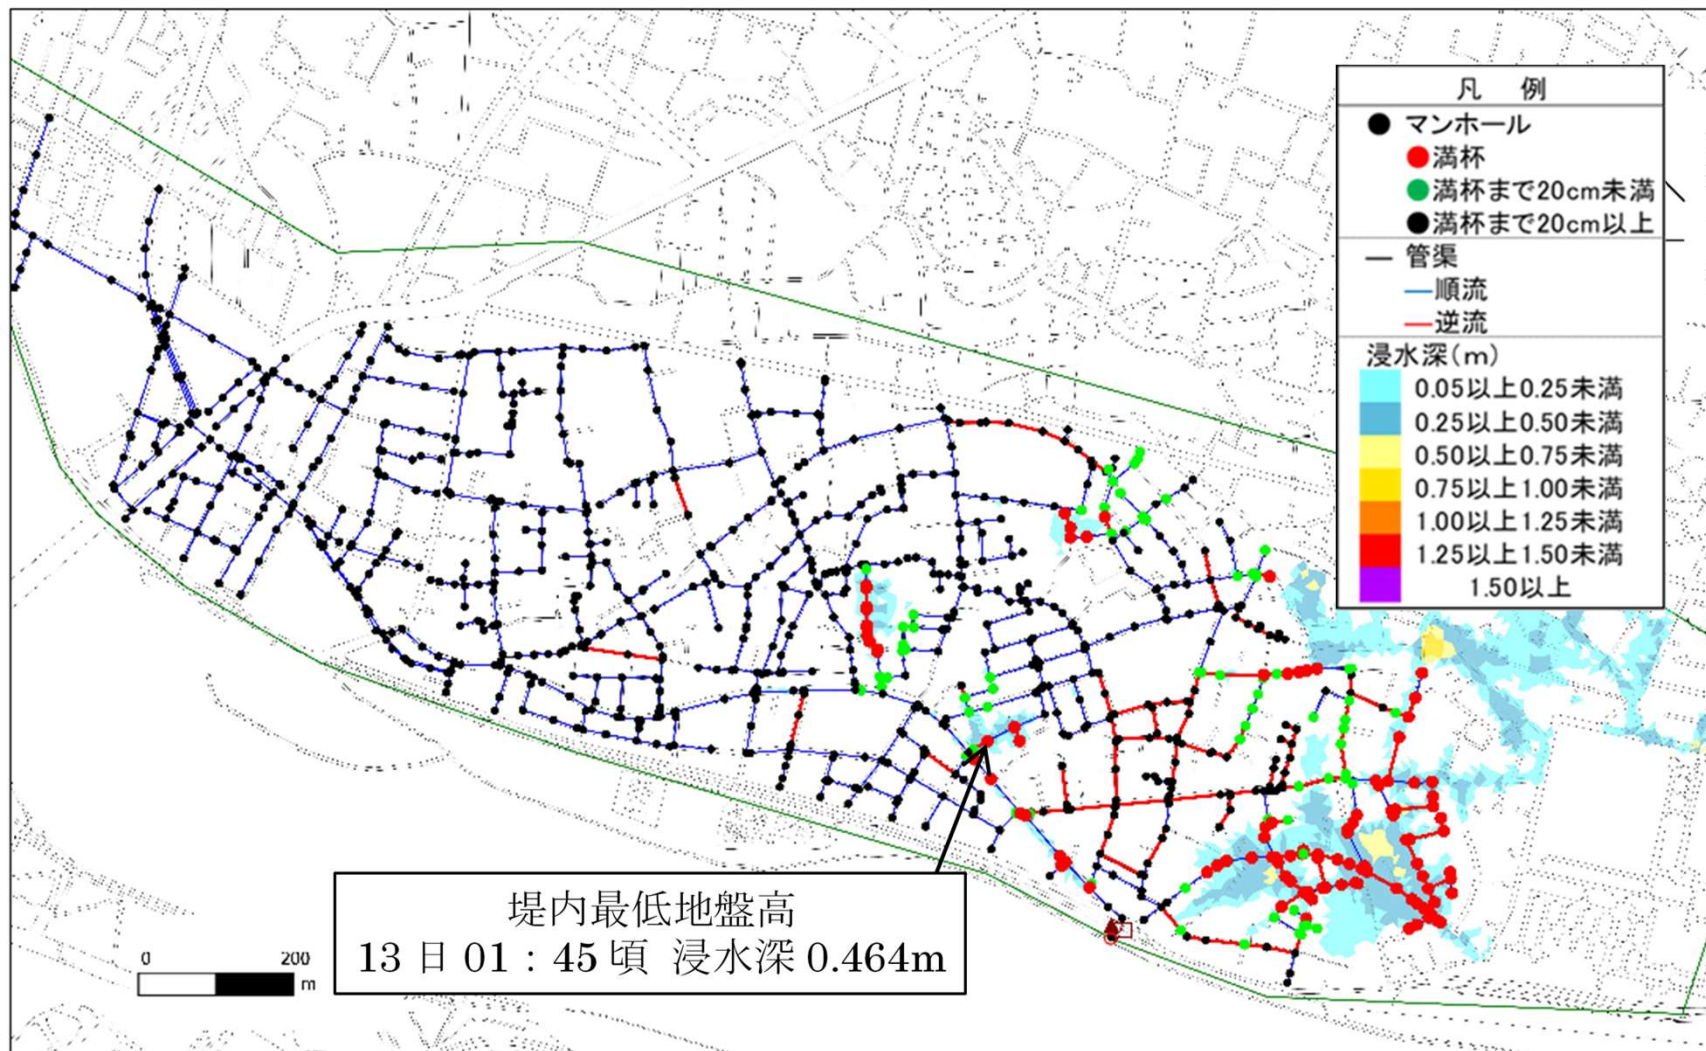 凡 例
マンホール
満杯
満杯まで20cm未満
満杯まで20cm以上
管渠
順流
逆流
浸水深(m)
0.05以上0.25未満
0.25以上0.50未満
0.50以上0.75未満
0.75以上1.00未満
1.00以上1.25未満
1.25以上1.50未満
1.50以上
堤内最低地盤高
13 日 01：45 頃 浸水深 0.464m
0 200
m